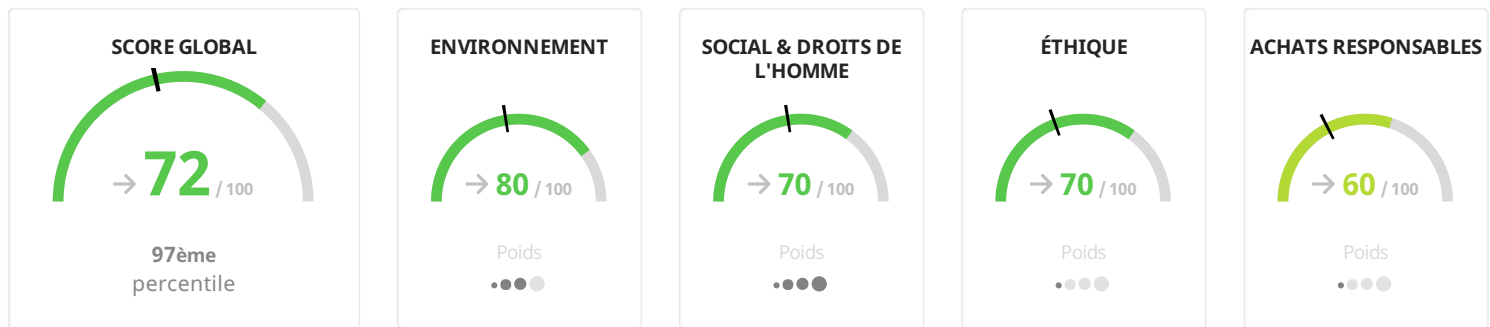 SCORE GLOBAL
→ 72 / 100
97ème
percentile
ENVIRONNEMENT
→ 80 / 100
Poids
SOCIAL & DROITS DE
L'HOMME
→ 70 / 100
Poids
ÉTHIQUE
→ 70 / 100
Poids
ACHATS RESPONSABLES
→ 60 / 100
Poids